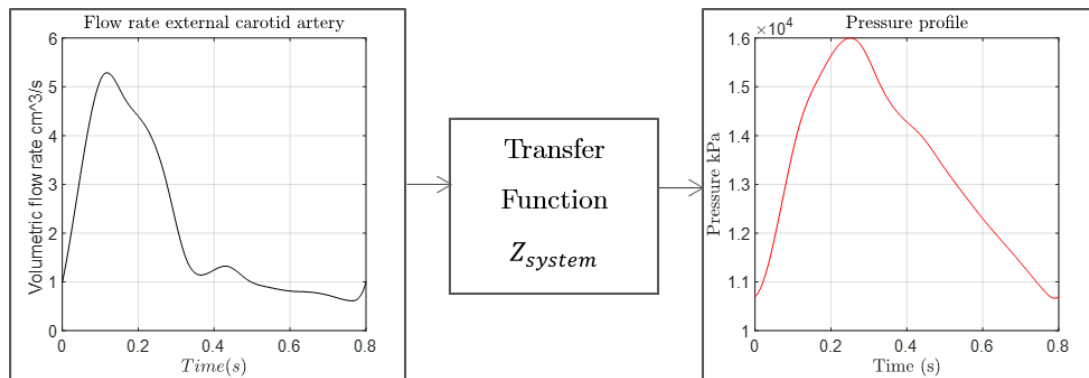 Flow rate external carotid artery
Volumetric flow rate cm^3/s
6
5
4
3
2
1
0
0 0.2 0.4 0.6 0.8
Time(s)
Transfer
Function
Z_system
Pressure profile
×10^4
Pressure kPa
1.6
1.5
1.4
1.3
1.2
1.1
1
0 0.2 0.4 0.6 0.8
Time (s)